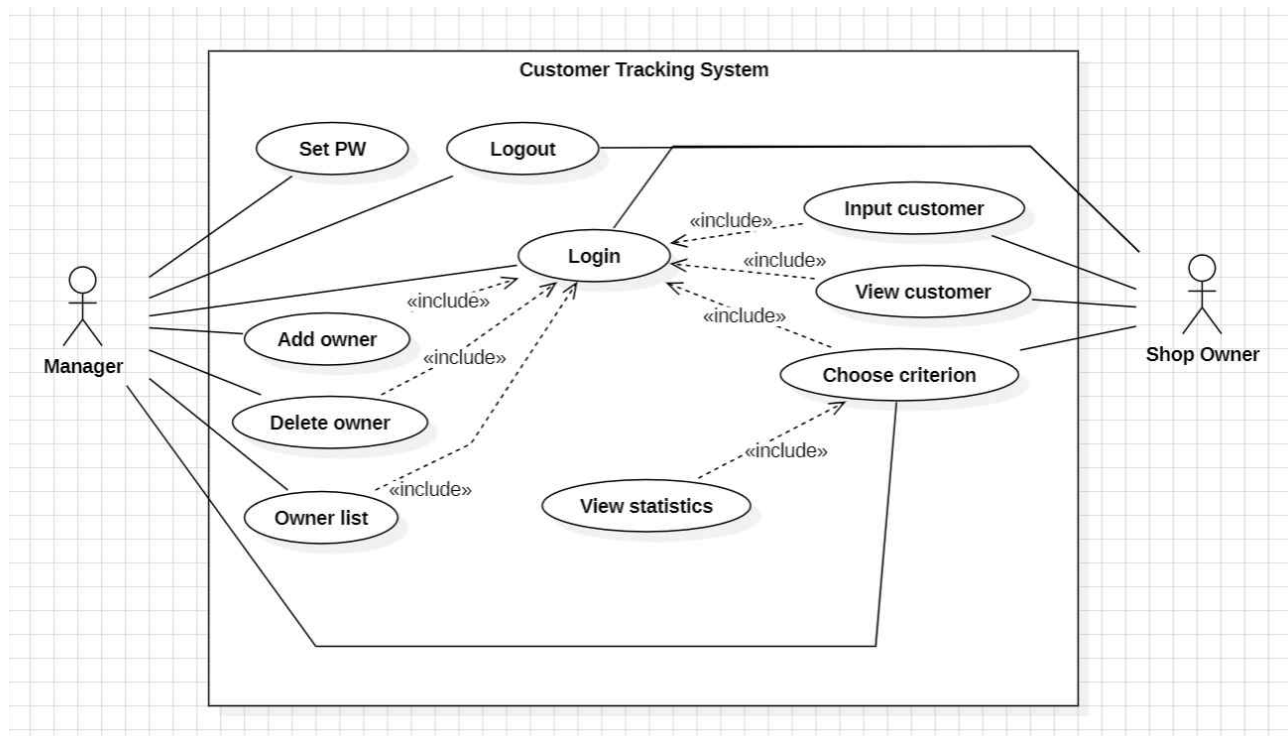 Customer Tracking System
Set PW
Logout
Input customer
«include»
Login
«include»
View customer
«include»
«include»
Add owner
Manager
«include»
Shop Owner
Choose criterion
Delete owner
«include»
«include»
View statistics
Owner list